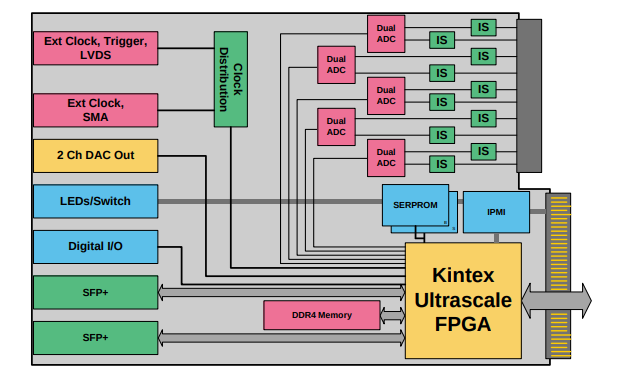 Ext Clock, Trigger,
LVDS
Ext Clock,
SMA
2 Ch DAC Out
LEDs/Switch
Digital I/O
SFP+
SFP+
Clock
Distribution
Dual
ADC
Dual
ADC
Dual
ADC
Dual
ADC
Dual
ADC
IS
IS
IS
IS
IS
IS
IS
IS
IS
IS
SERPROM
IPMI
DDR4 Memory
Kintex
Ultrascale
FPGA